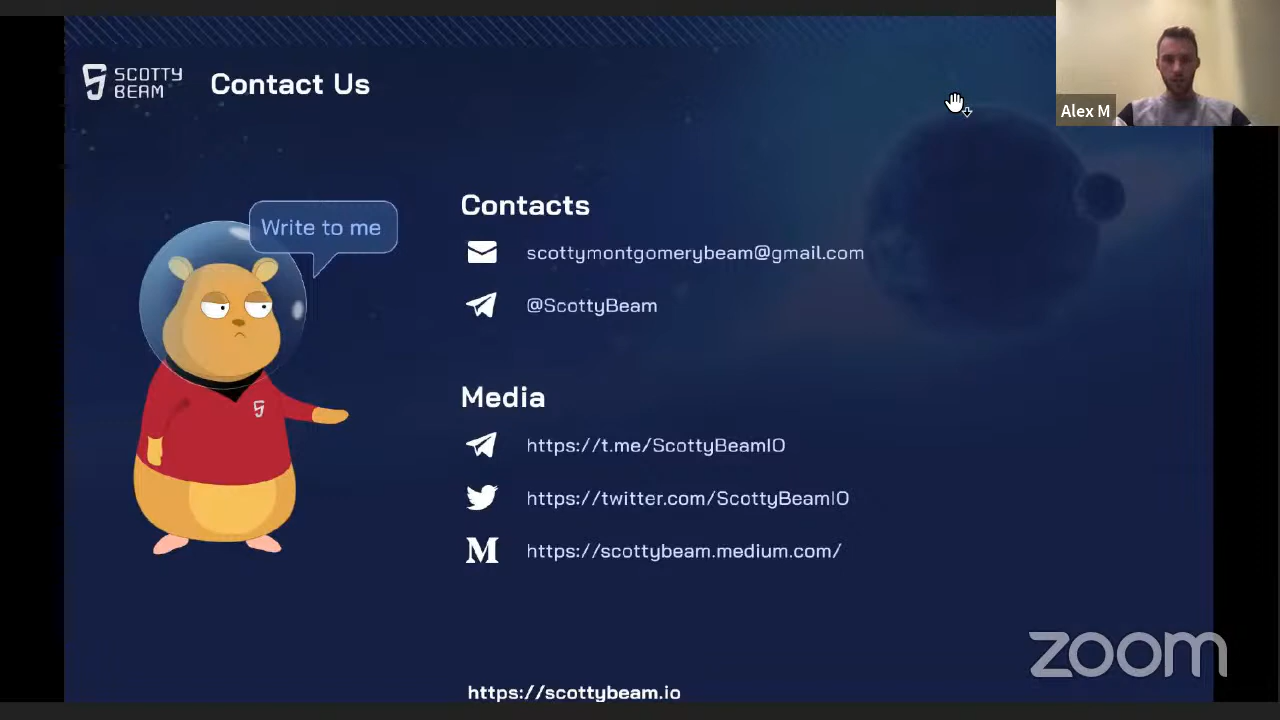 SCOTTY
BEAM
Contact Us
Alex M
Write to me
Contacts
scottymontgomerybeam@gmail.com
@ScottyBeam
Media
https://t.me/ScottyBeamIO
https://twitter.com/ScottyBeamIO
https://scottybeam.medium.com/
zoom
https://scottybeam.io